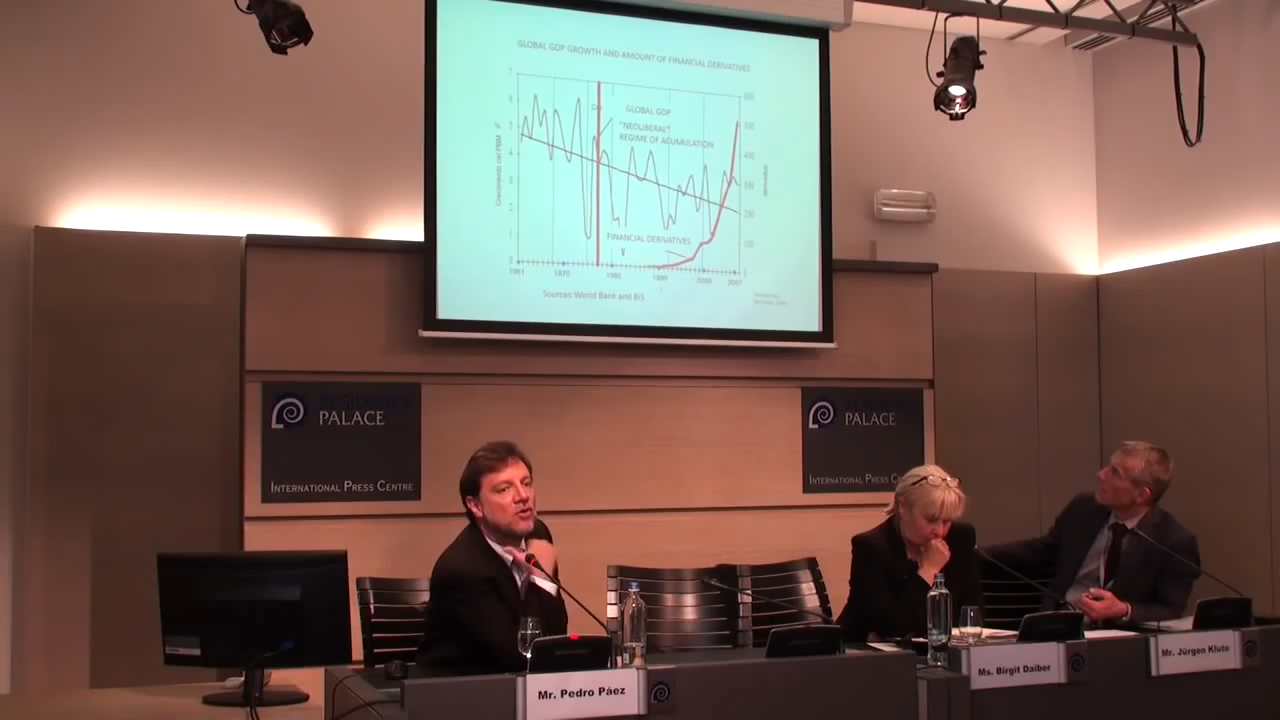 GLOBAL GDP GROWTH AND AMOUNT OF FINANCIAL DERIVATIVES
GLOBAL GDP
"NEOLIBERAL"
REGIME OF ACUMULATION
FINANCIAL DERIVATIVES
1961 1970 1980 1990 2000 2007
Sources:World Bank and BIS
PALACE
INTERNATIONAL PRESS CENTRE
PALACE
INTERNATIONAL PRESS CENTRE
Mr. Pedro Páez
Ms. Birgit Daiber
Mr. Jürgen Klute